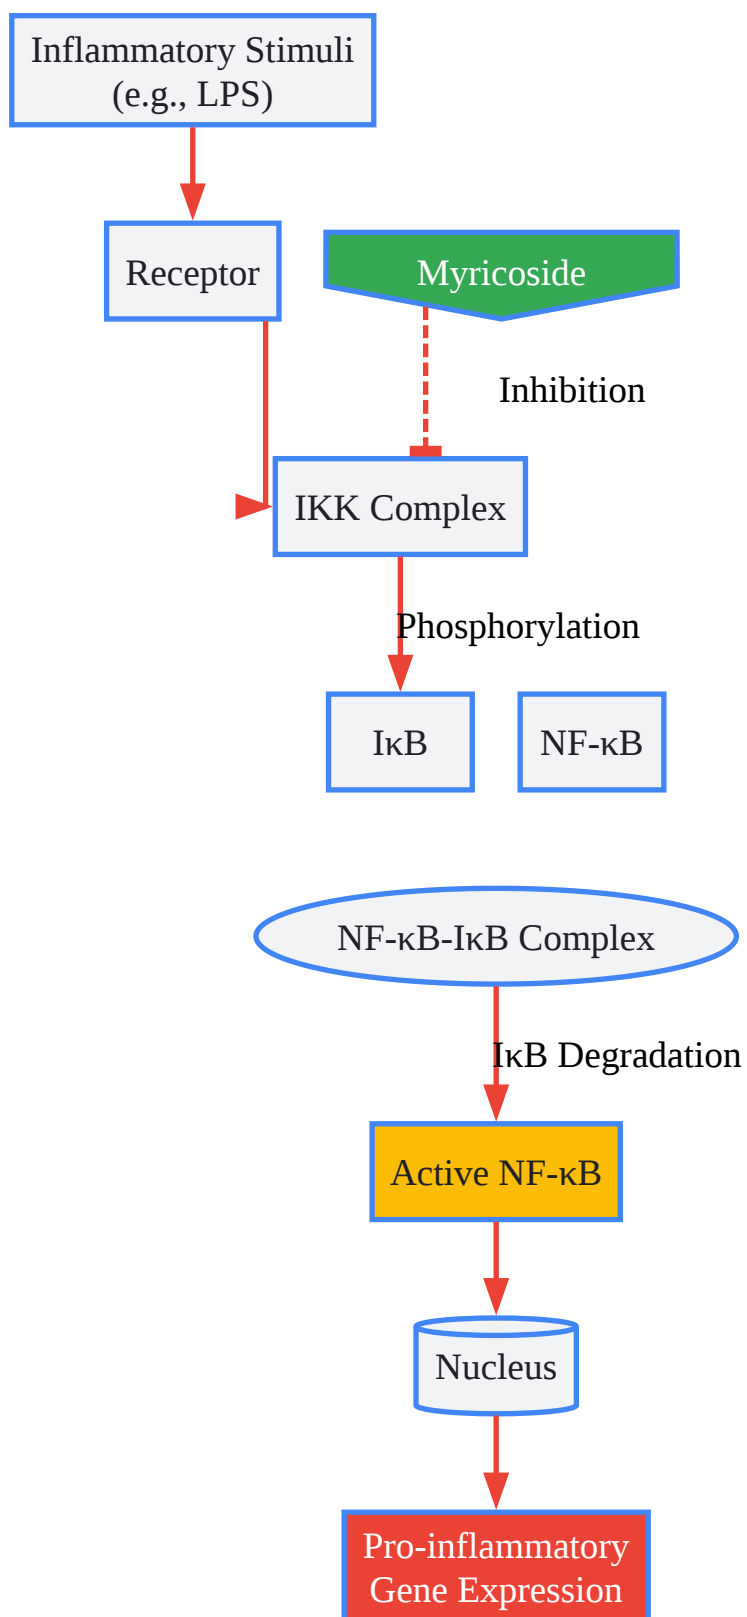 Inflammatory Stimuli
(e.g., LPS)
Receptor
Myricoside
Inhibition
IKK Complex
Phosphorylation
IκB
NF-κB
NF-κB-IκB Complex
IκB Degradation
Active NF-κB
Nucleus
Pro-inflammatory
Gene Expression